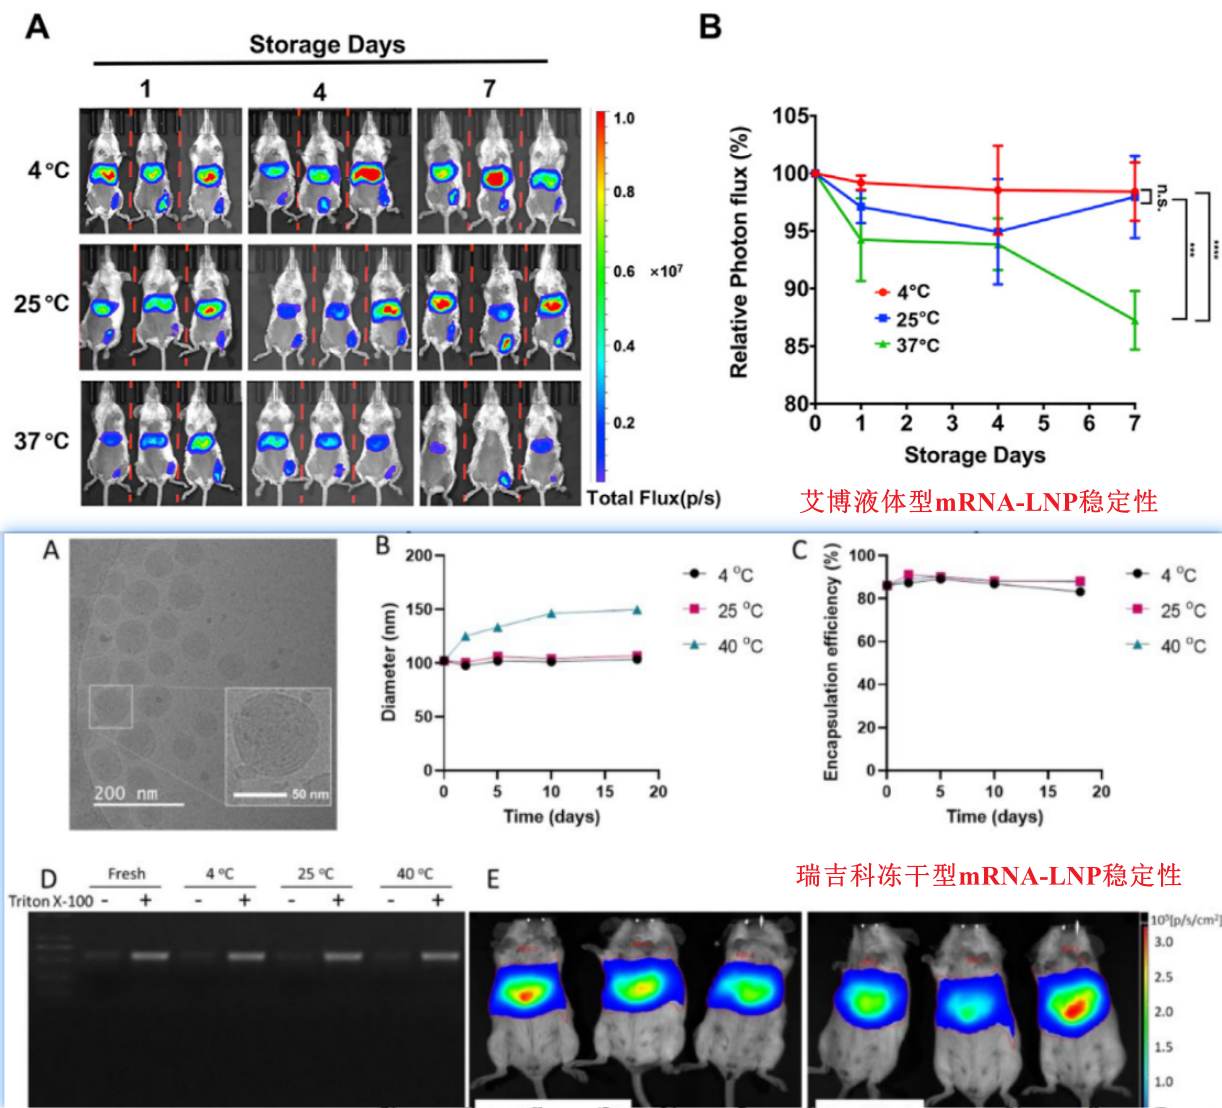 A
Storage Days
1 4 7
4 °C
25 °C
37 °C
1.0
0.8
0.6
×10⁷
0.4
0.2
Total Flux(p/s)
B
Relative Photon flux (%)
105
100
95
90
85
80
0 1 2 3 4 5 6 7
Storage Days
4°C
25°C
37°C
n.s.
***
****
艾博液体型mRNA-LNP稳定性
A
200 nm
50 nm
B
Diameter (nm)
200
150
100
50
0
0 5 10 15 20
Time (days)
4 °C
25 °C
40 °C
C
Encapsulation efficiency (%)
100
80
60
40
20
0
0 5 10 15 20
Time (days)
4 °C
25 °C
40 °C
瑞吉科冻干型mRNA-LNP稳定性
D
Fresh 4 °C 25 °C 40 °C
Triton X-100 - + - + - + - +
E
10⁵[p/s/cm²]
3.0
2.5
2.0
1.5
1.0